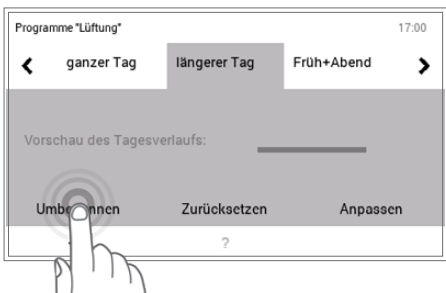 Programme "Lüftung" 17:00
ganzer Tag längerer Tag Früh+Abend
Vorschau des Tagesverlaufs:
Zurücksetzen Anpassen
?